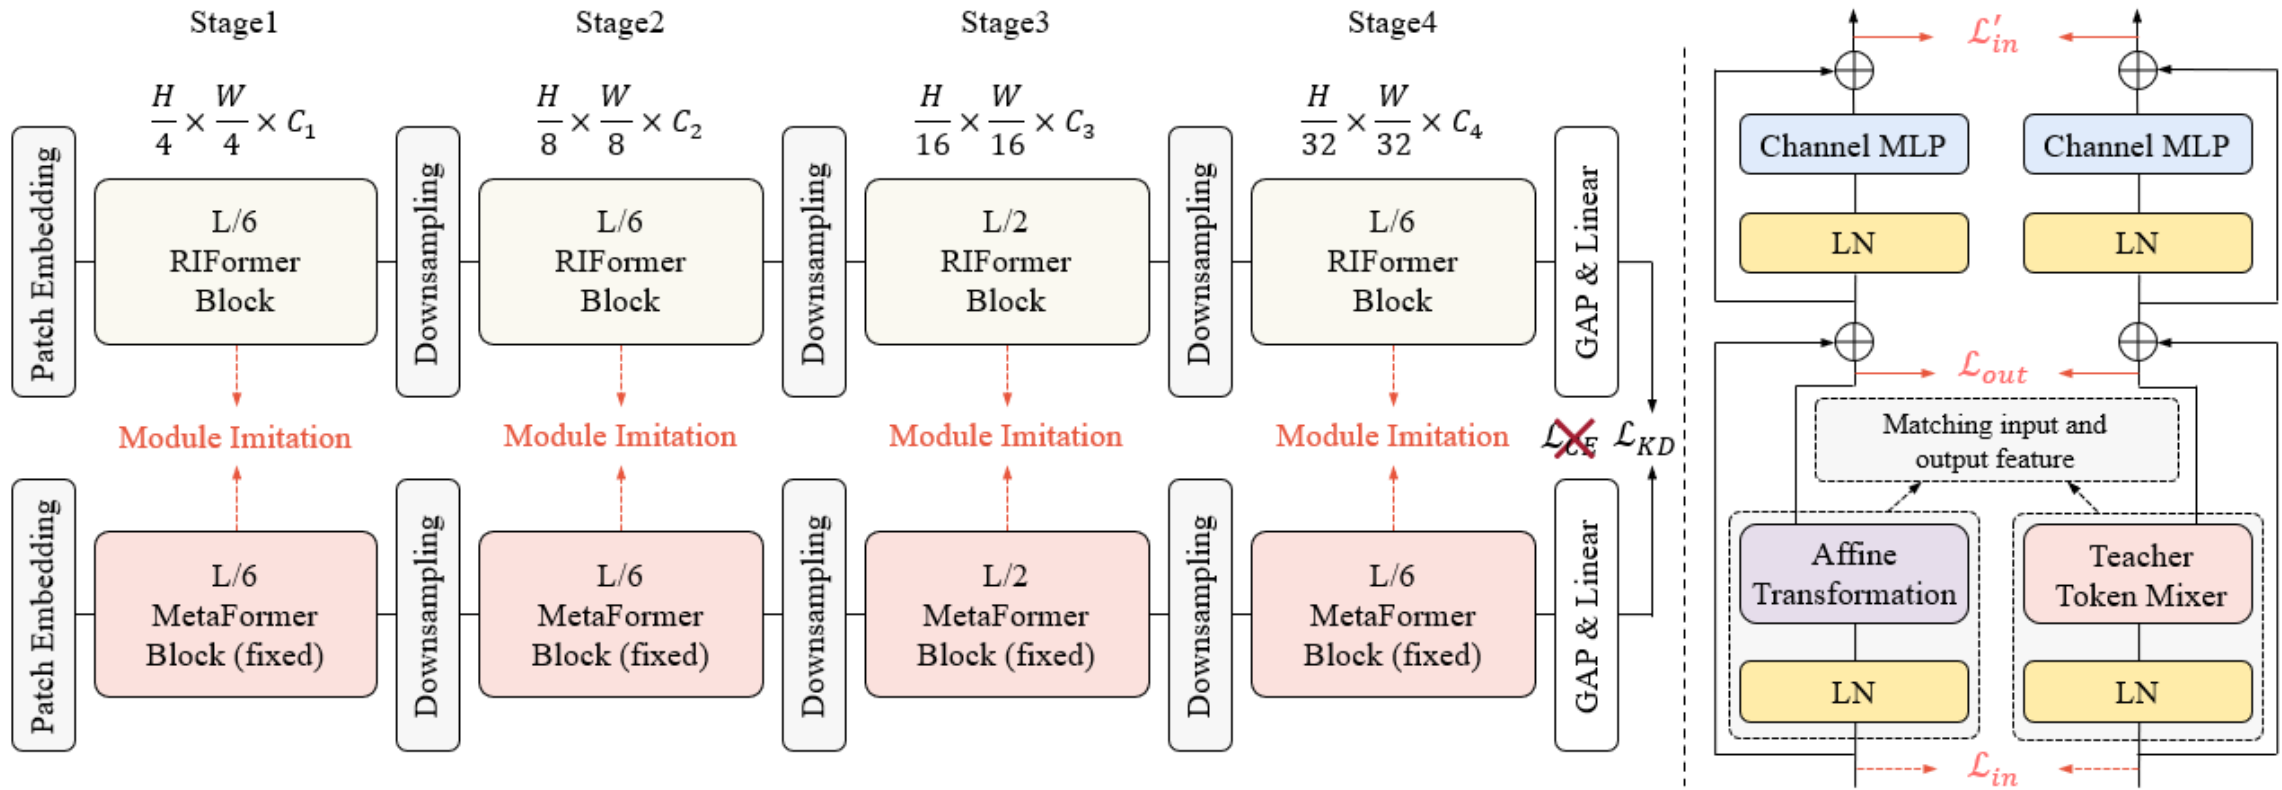 Stage1
Stage2
Stage3
Stage4
H/4 × W/4 × C₁
H/8 × W/8 × C₂
H/16 × W/16 × C₃
H/32 × W/32 × C₄
Patch Embedding
L/6
RIFormer
Block
Downsampling
L/6
RIFormer
Block
Downsampling
L/2
RIFormer
Block
Downsampling
L/6
RIFormer
Block
GAP & Linear
Module Imitation
Module Imitation
Module Imitation
Module Imitation
ℒCE ℒKD
Patch Embedding
L/6
MetaFormer
Block (fixed)
Downsampling
L/6
MetaFormer
Block (fixed)
Downsampling
L/2
MetaFormer
Block (fixed)
Downsampling
L/6
MetaFormer
Block (fixed)
GAP & Linear
ℒ′in
Channel MLP
Channel MLP
LN
LN
ℒout
Matching input and
output feature
Affine
Transformation
Teacher
Token Mixer
LN
LN
ℒin